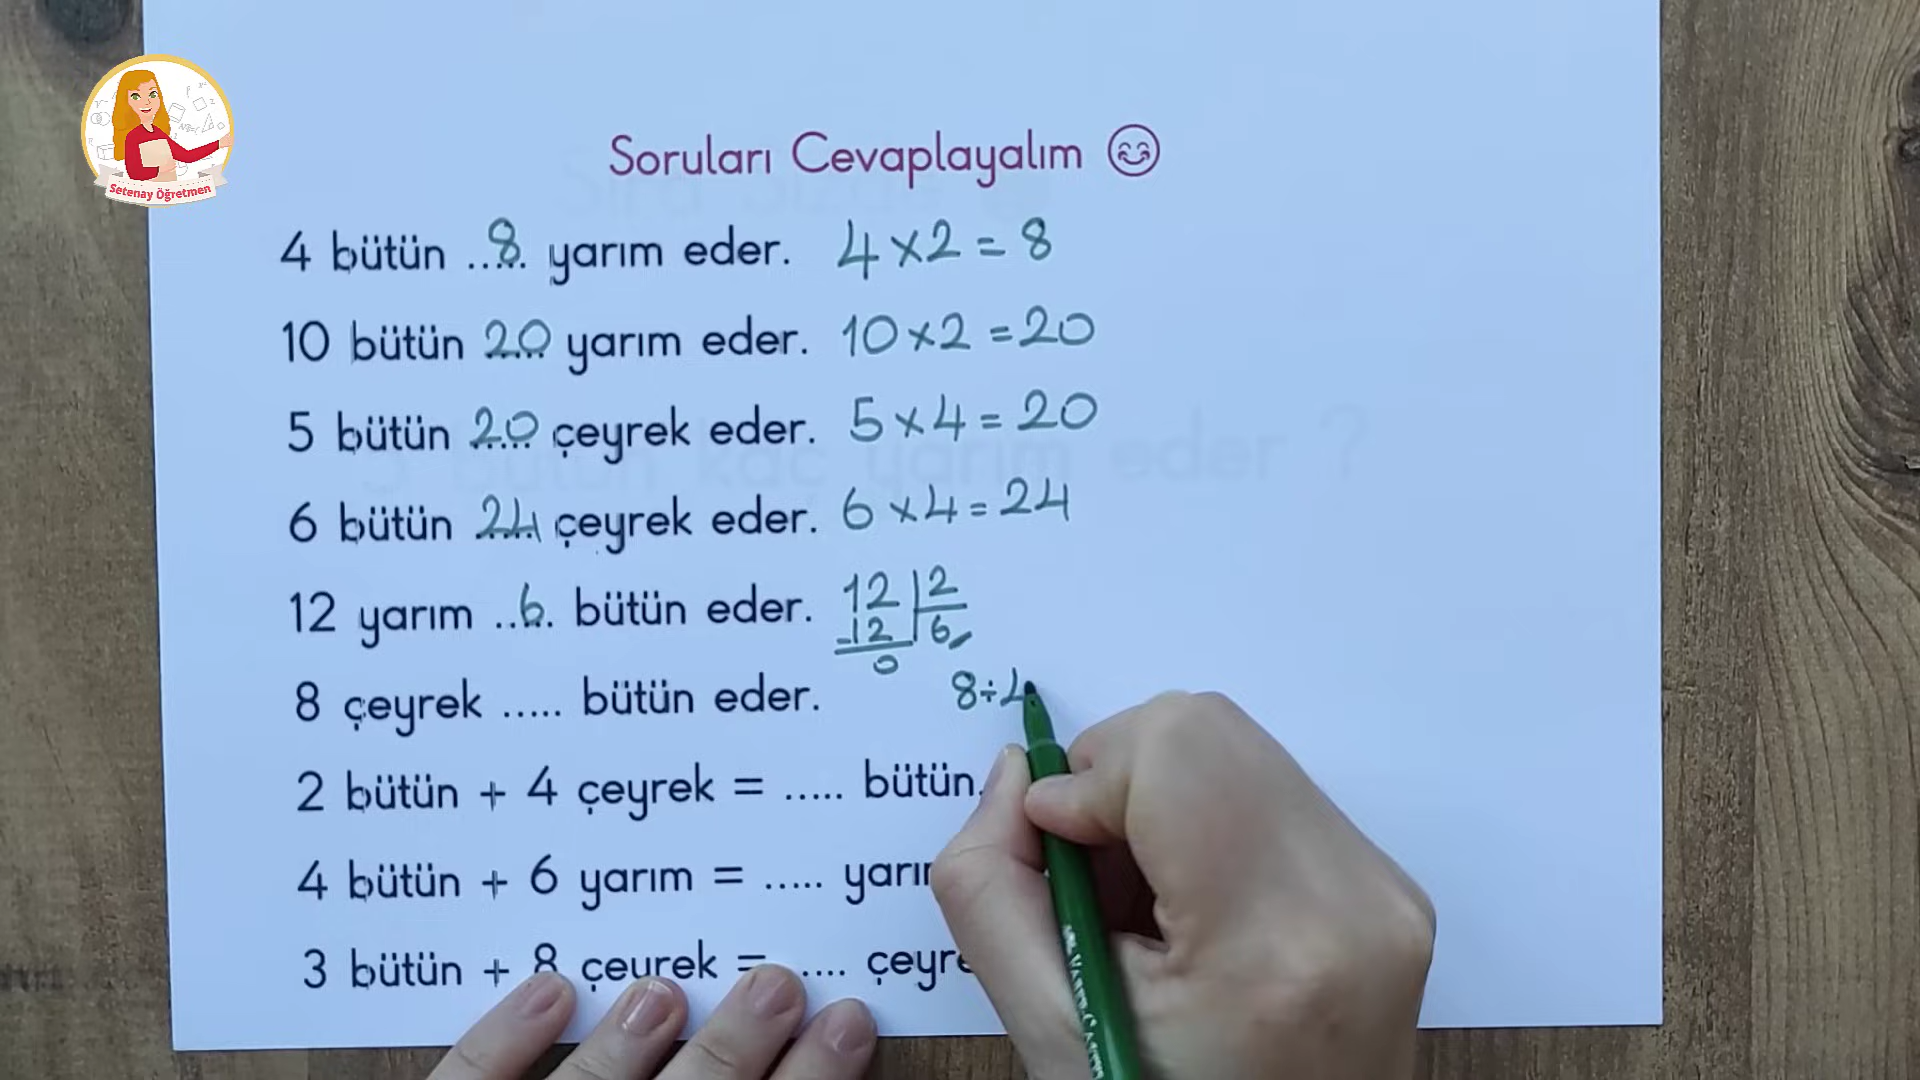 Setenay Öğretmen
Soruları Cevaplayalım
4 bütün ..8.. yarım eder. 4 x 2 = 8
10 bütün 20 yarım eder. 10 x 2 = 20
5 bütün 20 çeyrek eder. 5 x 4 = 20
6 bütün 24 çeyrek eder. 6 x 4 = 24
12 yarım ..6. bütün eder. 12 | 2
-12 | 6
0
8 çeyrek ..... bütün eder. 8 ÷ 4
2 bütün + 4 çeyrek = ..... bütün.
4 bütün + 6 yarım = .....
3 bütün + 8 çeyrek = ....